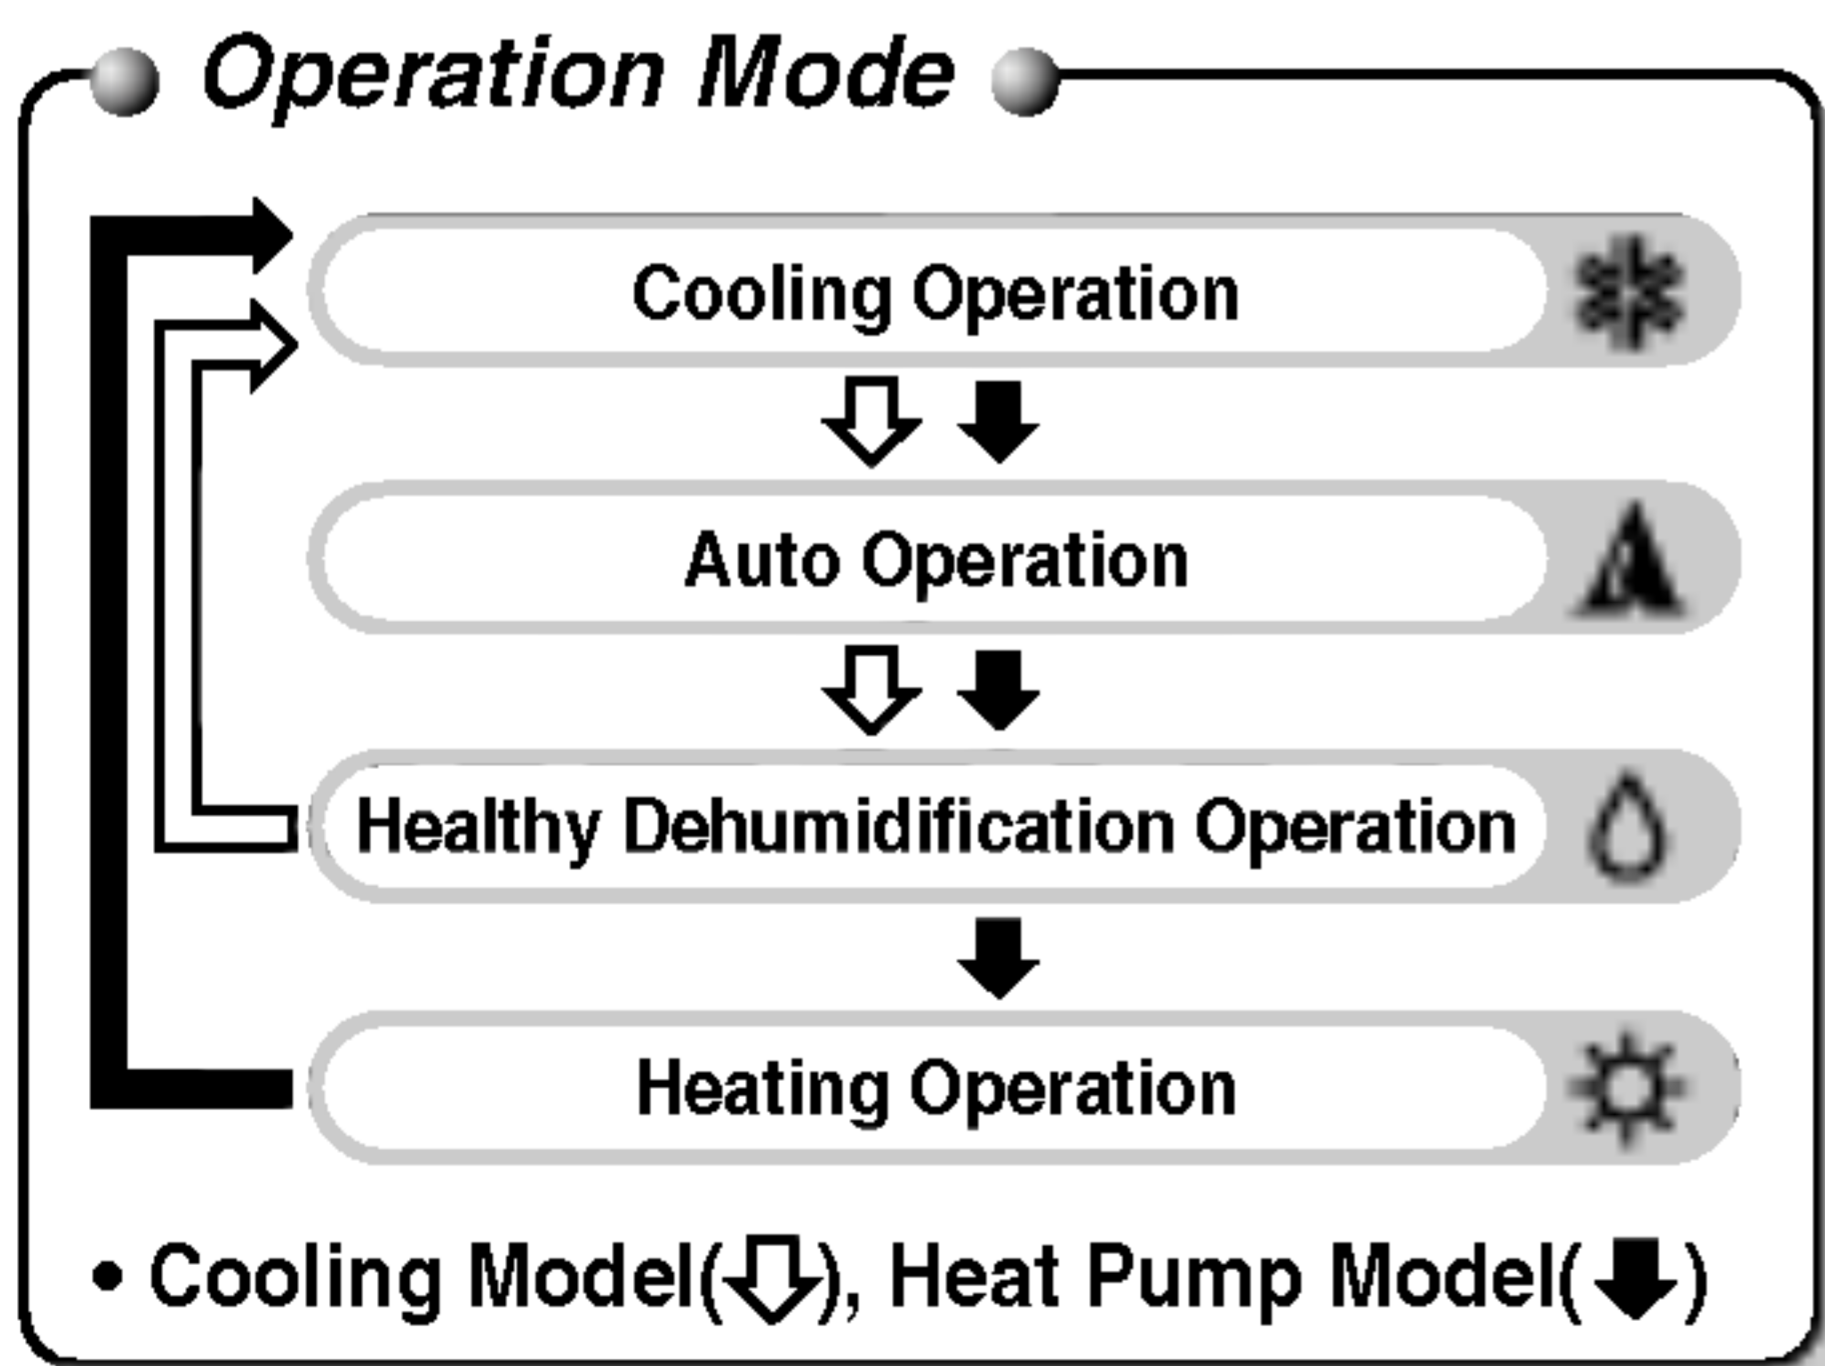 Operation Mode
Cooling Operation
Auto Operation
Healthy Dehumidification Operation
Heating Operation
• Cooling Model(⇩), Heat Pump Model(⬇)